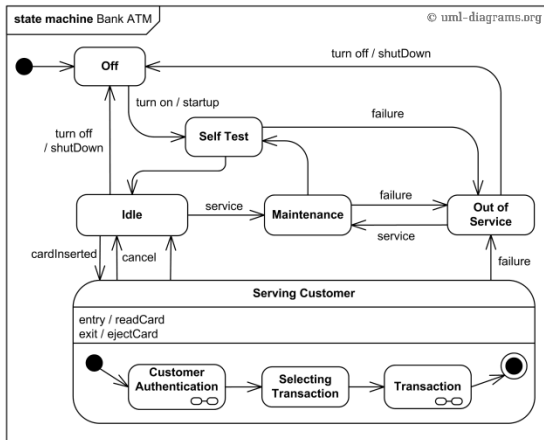 state machine Bank ATM
© uml-diagrams.org
turn off / shutDown
Off
turn on / startup
failure
turn off
/ shutDown
Self Test
Idle
service
Maintenance
failure
service
Out of
Service
cardInserted
cancel
failure
Serving Customer
entry / readCard
exit / ejectCard
Customer
Authentication
Selecting
Transaction
Transaction